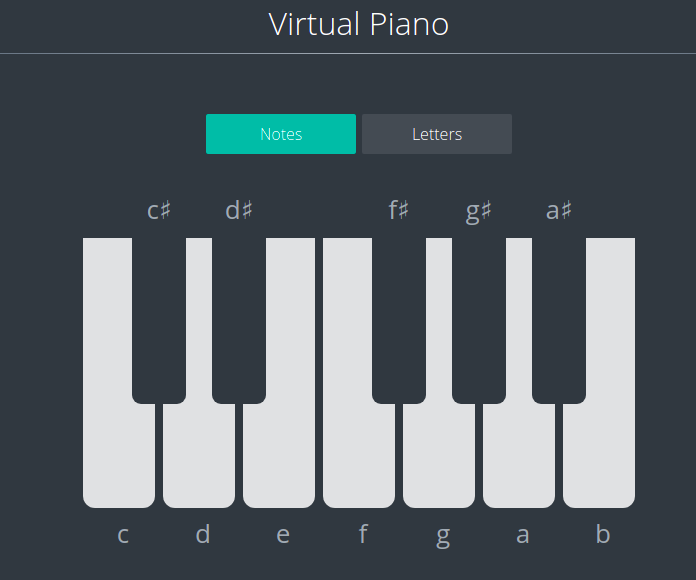 Virtual Piano
Notes Letters
c♯ d♯ f♯ g♯ a♯
c d e f g a b